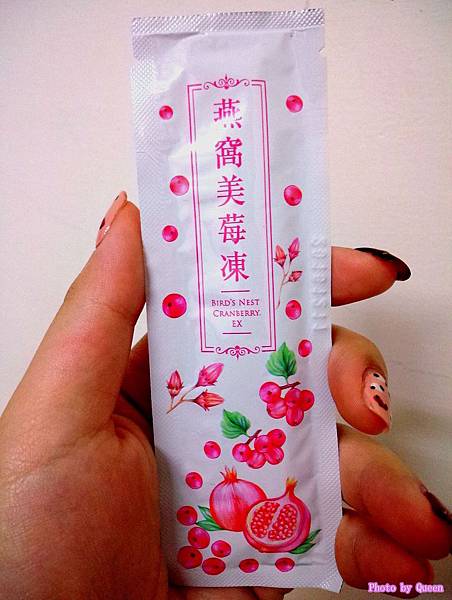 燕窩美莓凍
BIRD'S NEST
CRANBERRY.
EX
Photo by Queen